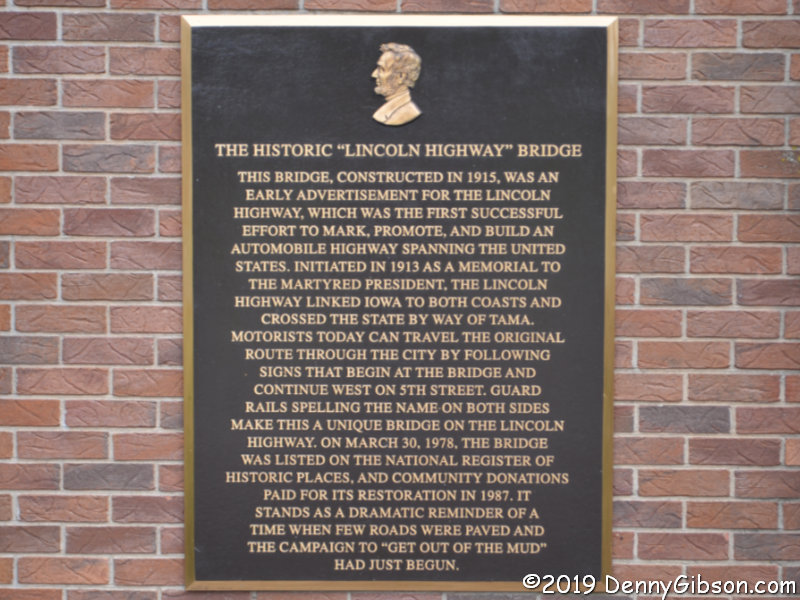 THE HISTORIC "LINCOLN HIGHWAY" BRIDGE
THIS BRIDGE, CONSTRUCTED IN 1915, WAS AN
EARLY ADVERTISEMENT FOR THE LINCOLN
HIGHWAY, WHICH WAS THE FIRST SUCCESSFUL
EFFORT TO MARK, PROMOTE, AND BUILD AN
AUTOMOBILE HIGHWAY SPANNING THE UNITED
STATES. INITIATED IN 1913 AS A MEMORIAL TO
THE MARTYRED PRESIDENT, THE LINCOLN
HIGHWAY LINKED IOWA TO BOTH COASTS AND
CROSSED THE STATE BY WAY OF TAMA.
MOTORISTS TODAY CAN TRAVEL THE ORIGINAL
ROUTE THROUGH THE CITY BY FOLLOWING
SIGNS THAT BEGIN AT THE BRIDGE AND
CONTINUE WEST ON 5TH STREET. GUARD
RAILS SPELLING THE NAME ON BOTH SIDES
MAKE THIS A UNIQUE BRIDGE ON THE LINCOLN
HIGHWAY. ON MARCH 30, 1978, THE BRIDGE
WAS LISTED ON THE NATIONAL REGISTER OF
HISTORIC PLACES, AND COMMUNITY DONATIONS
PAID FOR ITS RESTORATION IN 1987. IT
STANDS AS A DRAMATIC REMINDER OF A
TIME WHEN FEW ROADS WERE PAVED AND
THE CAMPAIGN TO "GET OUT OF THE MUD"
HAD JUST BEGUN.
©2019 DennyGibson.com